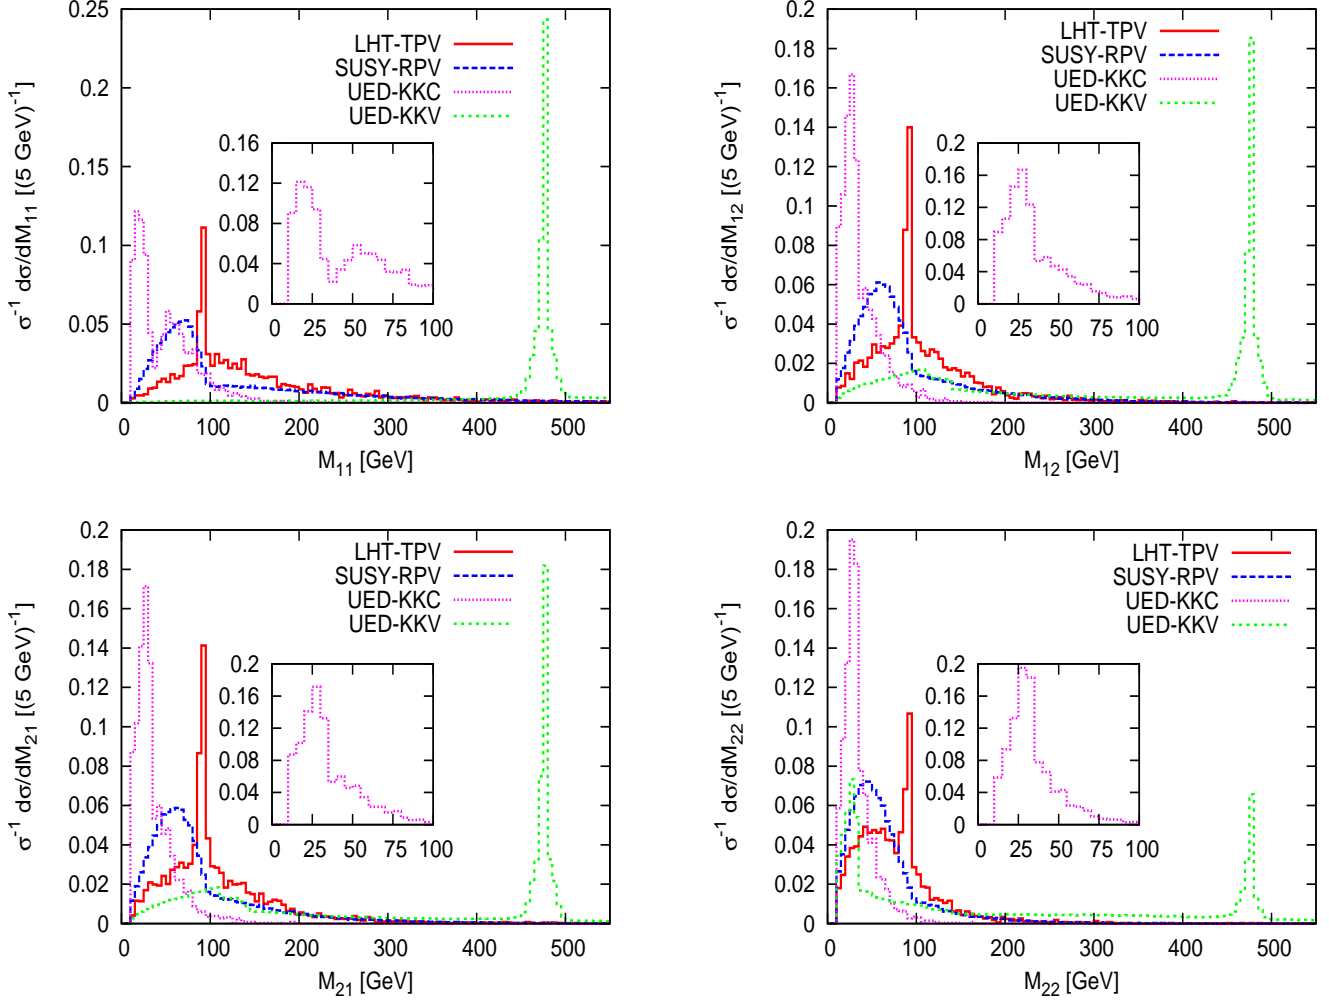 σ⁻¹ dσ/dM₁₁ [(5 GeV)⁻¹]
0.25
0.2
0.15
0.1
0.05
0
LHT-TPV
SUSY-RPV
UED-KKC
UED-KKV
0.16
0.12
0.08
0.04
0
0 25 50 75 100
0 100 200 300 400 500
M₁₁ [GeV]
σ⁻¹ dσ/dM₁₂ [(5 GeV)⁻¹]
0.2
0.18
0.16
0.14
0.12
0.1
0.08
0.06
0.04
0.02
0
LHT-TPV
SUSY-RPV
UED-KKC
UED-KKV
0.2
0.16
0.12
0.08
0.04
0
0 25 50 75 100
0 100 200 300 400 500
M₁₂ [GeV]
σ⁻¹ dσ/dM₂₁ [(5 GeV)⁻¹]
0.2
0.18
0.16
0.14
0.12
0.1
0.08
0.06
0.04
0.02
0
LHT-TPV
SUSY-RPV
UED-KKC
UED-KKV
0.2
0.16
0.12
0.08
0.04
0
0 25 50 75 100
0 100 200 300 400 500
M₂₁ [GeV]
σ⁻¹ dσ/dM₂₂ [(5 GeV)⁻¹]
0.2
0.18
0.16
0.14
0.12
0.1
0.08
0.06
0.04
0.02
0
LHT-TPV
SUSY-RPV
UED-KKC
UED-KKV
0.2
0.16
0.12
0.08
0.04
0
0 25 50 75 100
0 100 200 300 400 500
M₂₂ [GeV]